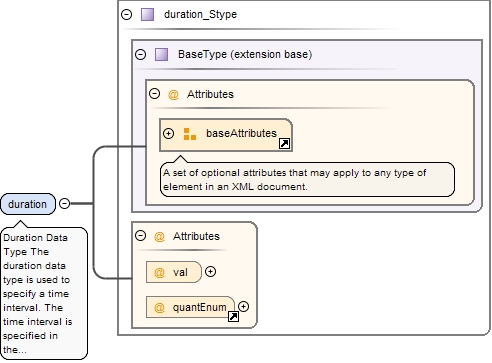 duration_Stype
BaseType (extension base)
@ Attributes
baseAttributes
A set of optional attributes that may apply to any type of
element in an XML document.
duration
Duration Data
Type The
duration data
type is used to
specify a time
interval. The
time interval is
specified in
the...
@ Attributes
@ val
@ quantEnum